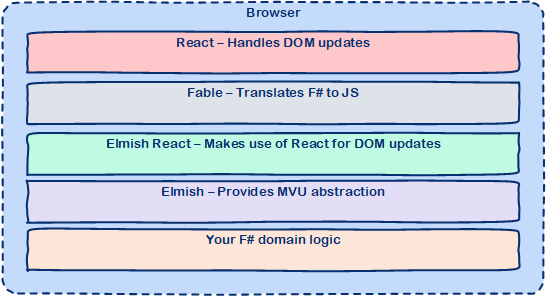 Browser
React – Handles DOM updates
Fable – Translates F# to JS
Elmish React – Makes use of React for DOM updates
Elmish – Provides MVU abstraction
Your F# domain logic